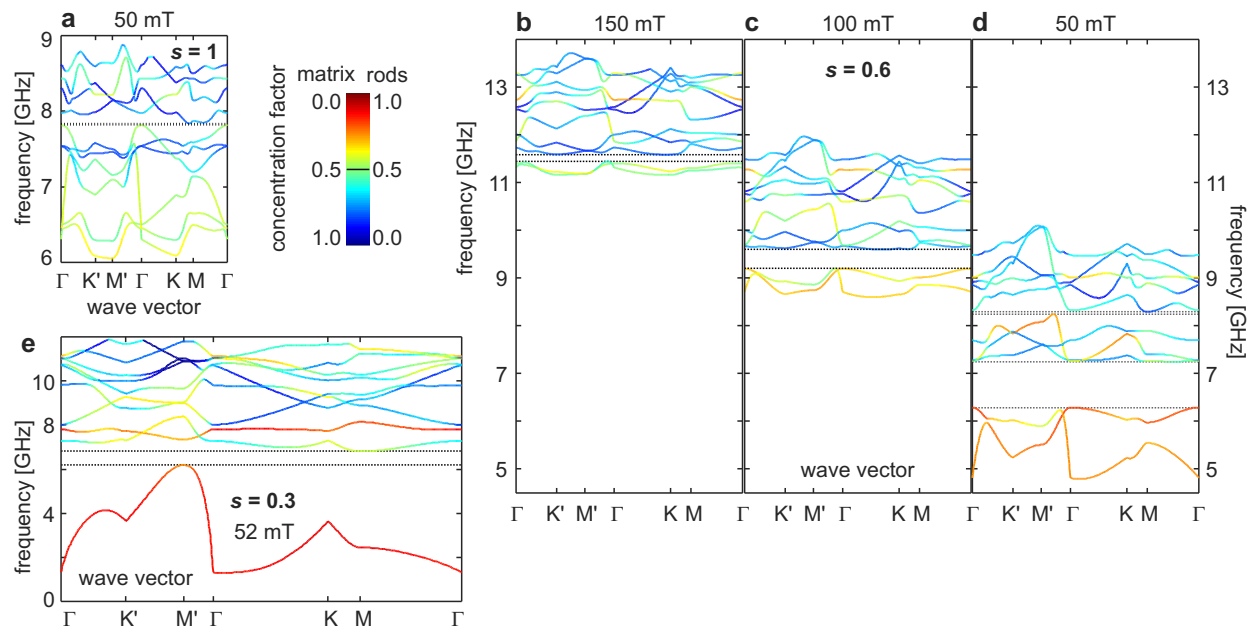 a 50 mT
s = 1
frequency [GHz]
9
8
7
6
Γ K' M' Γ K M Γ
wave vector
concentration factor
matrix rods
0.0 1.0
0.5 0.5
1.0 0.0
b 150 mT
c 100 mT
d 50 mT
s = 0.6
frequency [GHz]
13
11
9
7
5
wave vector
Γ K' M' Γ K M Γ
K' M' Γ K M Γ
K' M' Γ K M Γ
13
11
9
7
5
frequency [GHz]
e
frequency [GHz]
10
8
4
0
s = 0.3
52 mT
wave vector
Γ K' M' Γ K M Γ